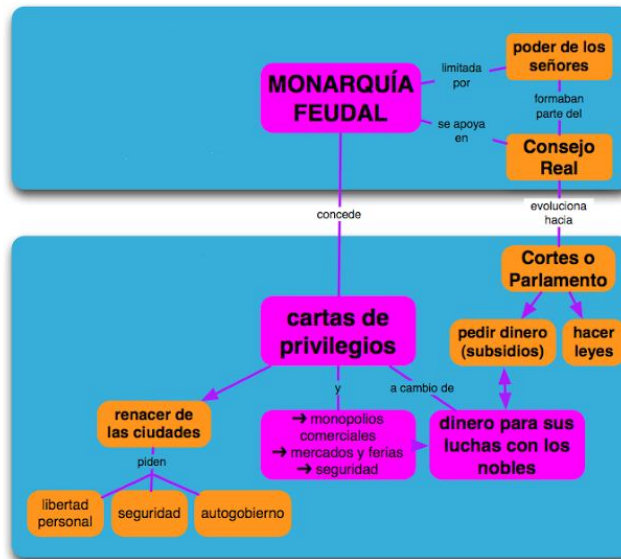 MONARQUÍA
FEUDAL
limitada
por
poder de los
señores
formaban
parte del
se apoya
en
Consejo
Real
concede
evoluciona
hacia
Cortes o
Parlamento
cartas de
privilegios
pedir dinero
(subsidios)
hacer
leyes
y
a cambio de
renacer de
las ciudades
➔ monopolios
comerciales
➔ mercados y ferias
➔ seguridad
dinero para sus
luchas con los
nobles
piden
libertad
personal
seguridad
autogobierno